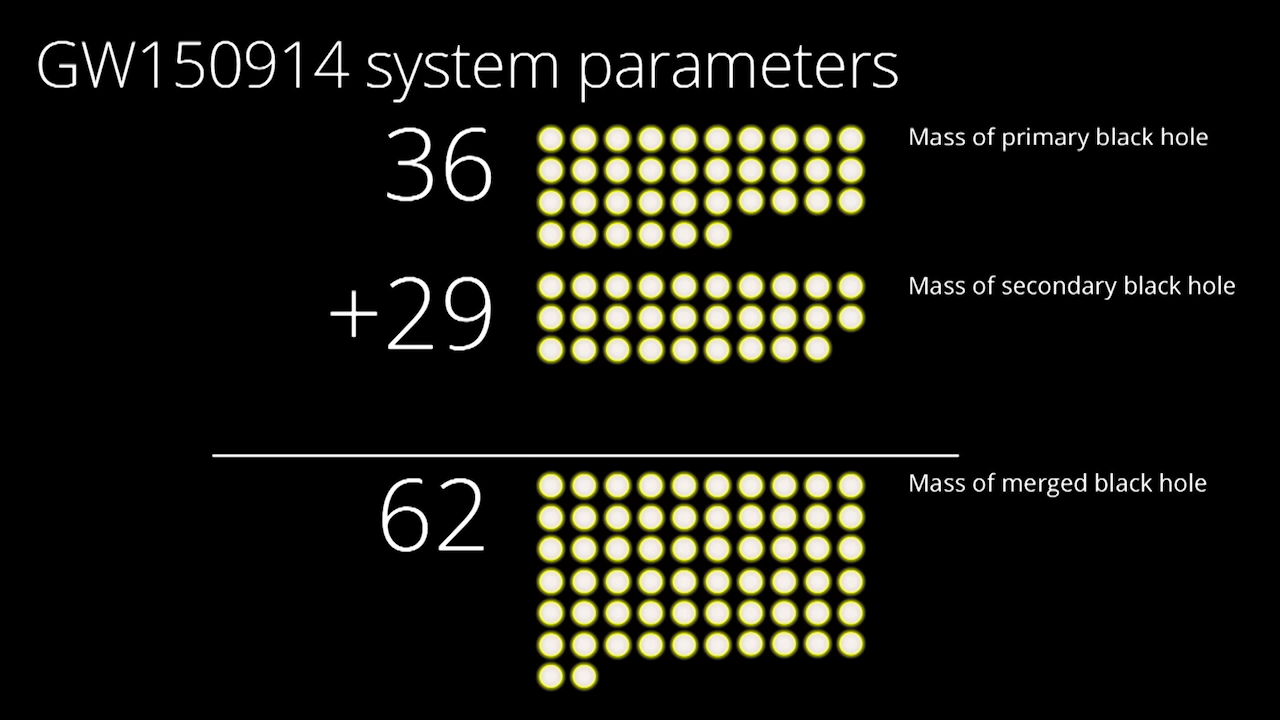 GW150914 system parameters
36
Mass of primary black hole
+29
Mass of secondary black hole
62
Mass of merged black hole